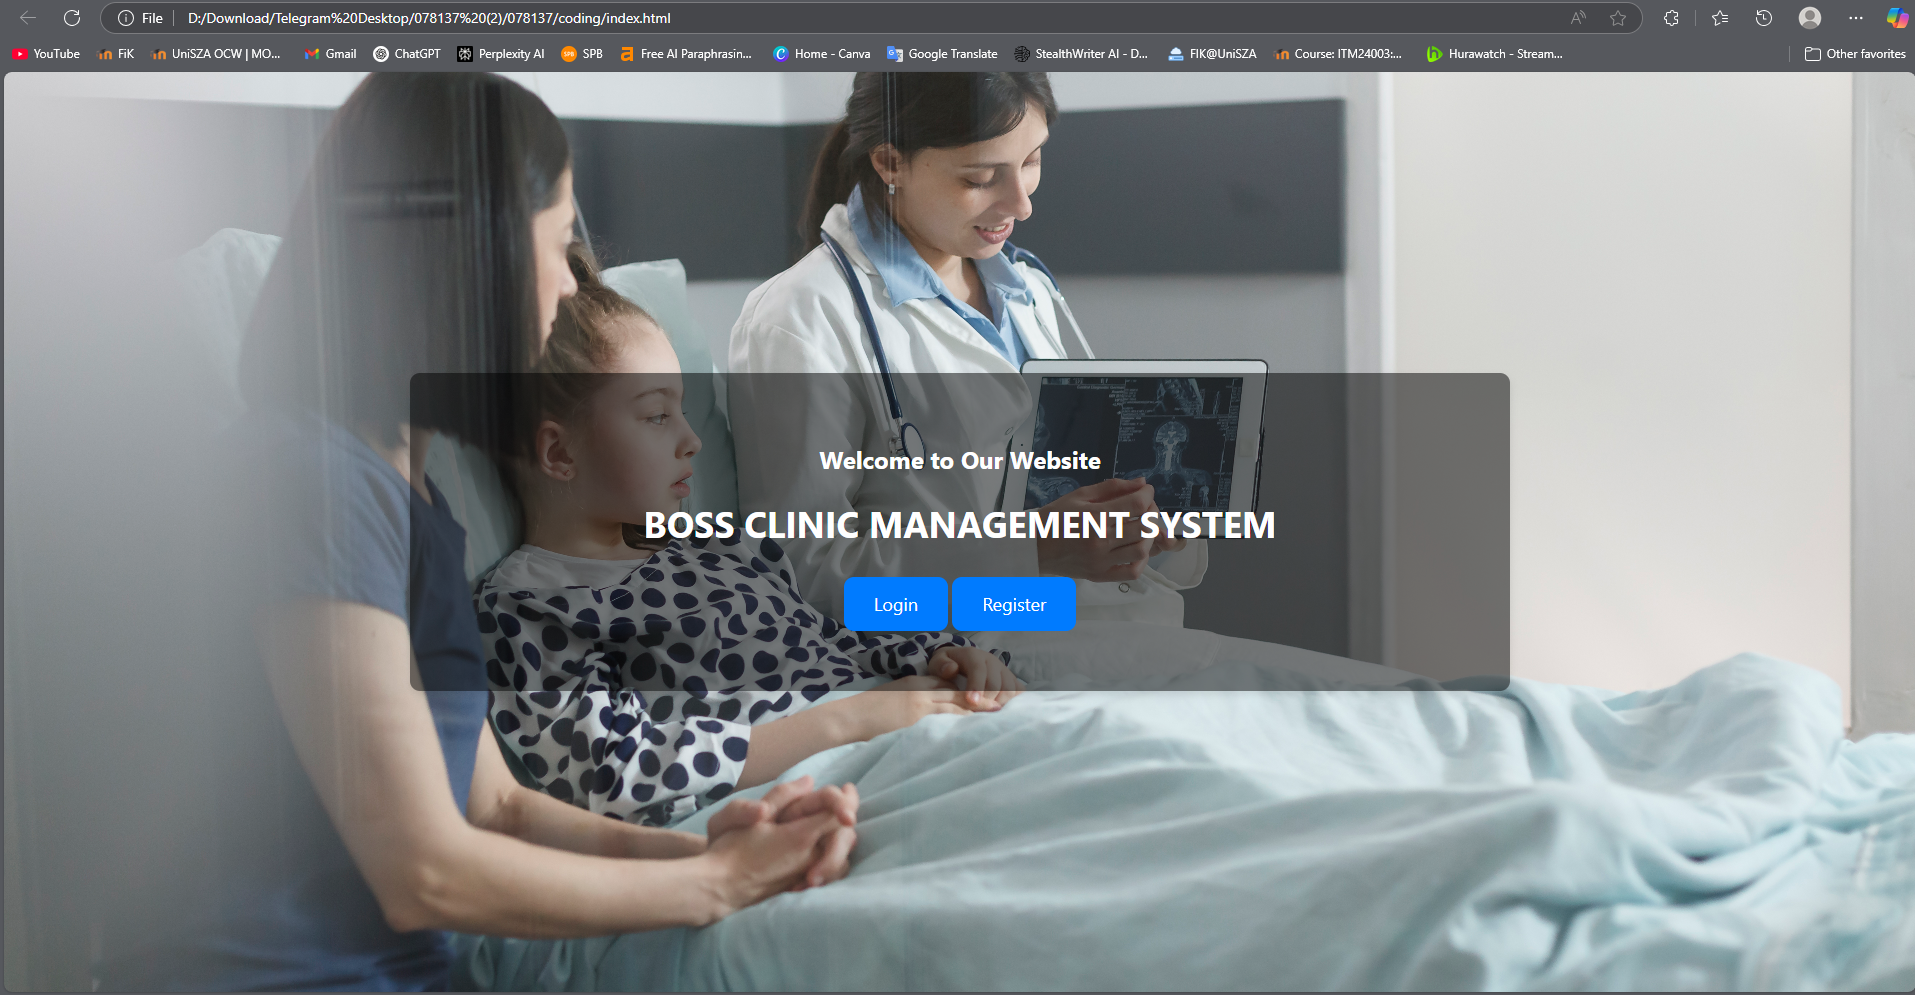 File D:/Download/Telegram%20Desktop/078137%20(2)/078137/coding/index.html
YouTube FiK UniSZA OCW | MO... Gmail ChatGPT Perplexity AI SPB Free AI Paraphrasin... Home - Canva Google Translate StealthWriter AI - D... FIK@UniSZA Course: ITM24003:... Hurawatch - Stream... Other favorites
Welcome to Our Website
BOSS CLINIC MANAGEMENT SYSTEM
Login Register